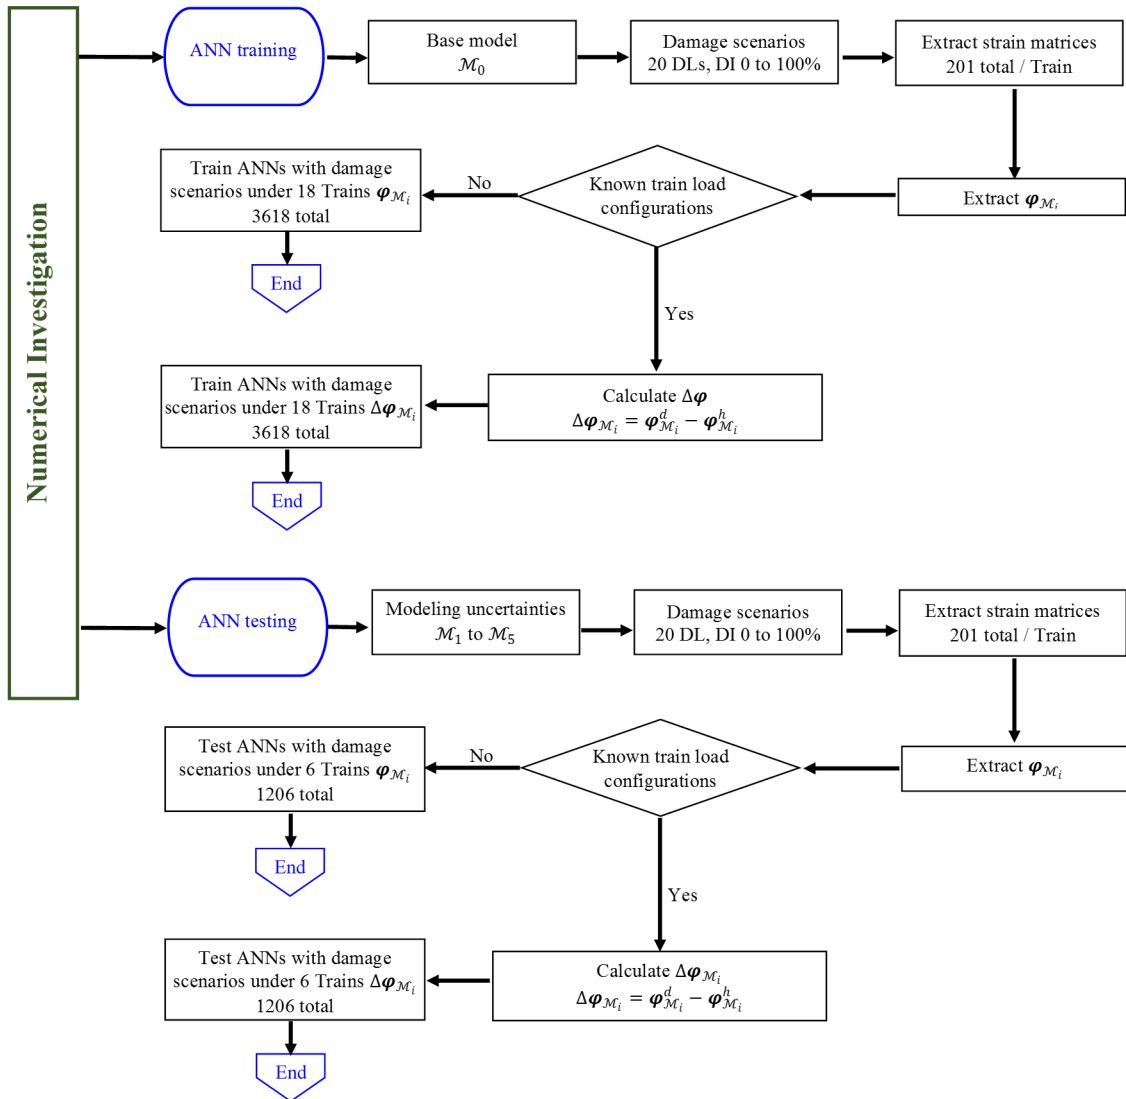 Numerical Investigation
ANN training
Base model
ℳ₀
Damage scenarios
20 DLs, DI 0 to 100%
Extract strain matrices
201 total / Train
Extract 𝝋ℳᵢ
Known train load
configurations
No
Train ANNs with damage
scenarios under 18 Trains 𝝋ℳᵢ
3618 total
End
Yes
Calculate Δ𝝋
Δ𝝋ℳᵢ = 𝝋ᵈℳᵢ − 𝝋ʰℳᵢ
Train ANNs with damage
scenarios under 18 Trains Δ𝝋ℳᵢ
3618 total
End
ANN testing
Modeling uncertainties
ℳ₁ to ℳ₅
Damage scenarios
20 DL, DI 0 to 100%
Extract strain matrices
201 total / Train
Extract 𝝋ℳᵢ
Known train load
configurations
No
Test ANNs with damage
scenarios under 6 Trains 𝝋ℳᵢ
1206 total
End
Yes
Calculate Δ𝝋ℳᵢ
Δ𝝋ℳᵢ = 𝝋ᵈℳᵢ − 𝝋ʰℳᵢ
Test ANNs with damage
scenarios under 6 Trains Δ𝝋ℳᵢ
1206 total
End